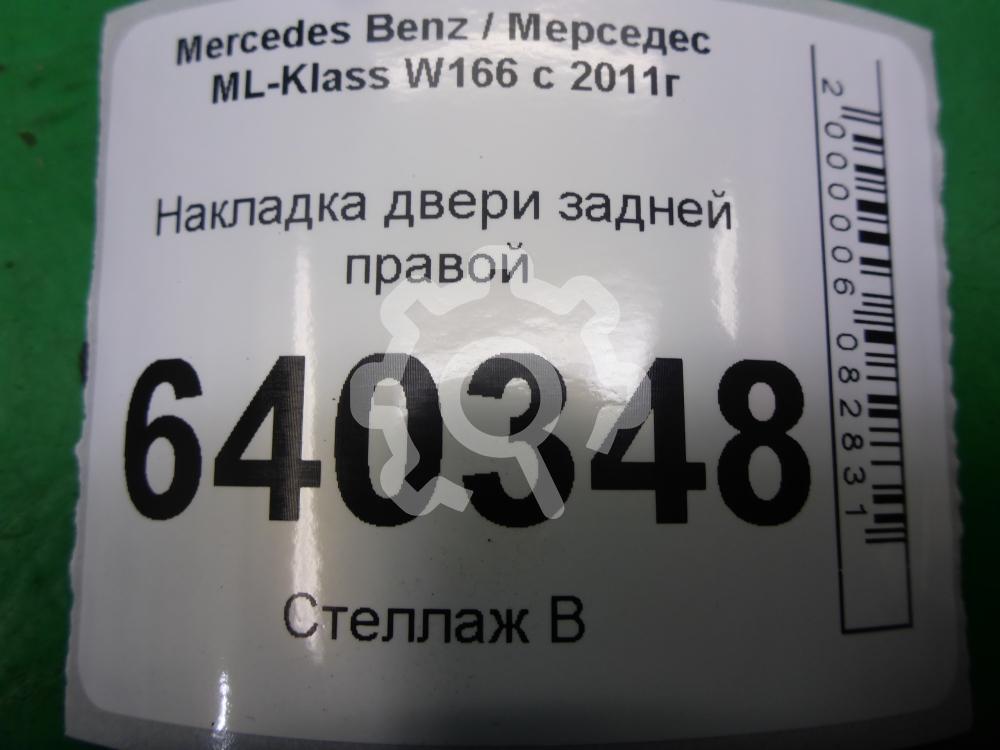 Mercedes Benz / Мерседес
ML-Klass W166 с 2011г
Накладка двери задней
правой
640348
Стеллаж В
2000006082831